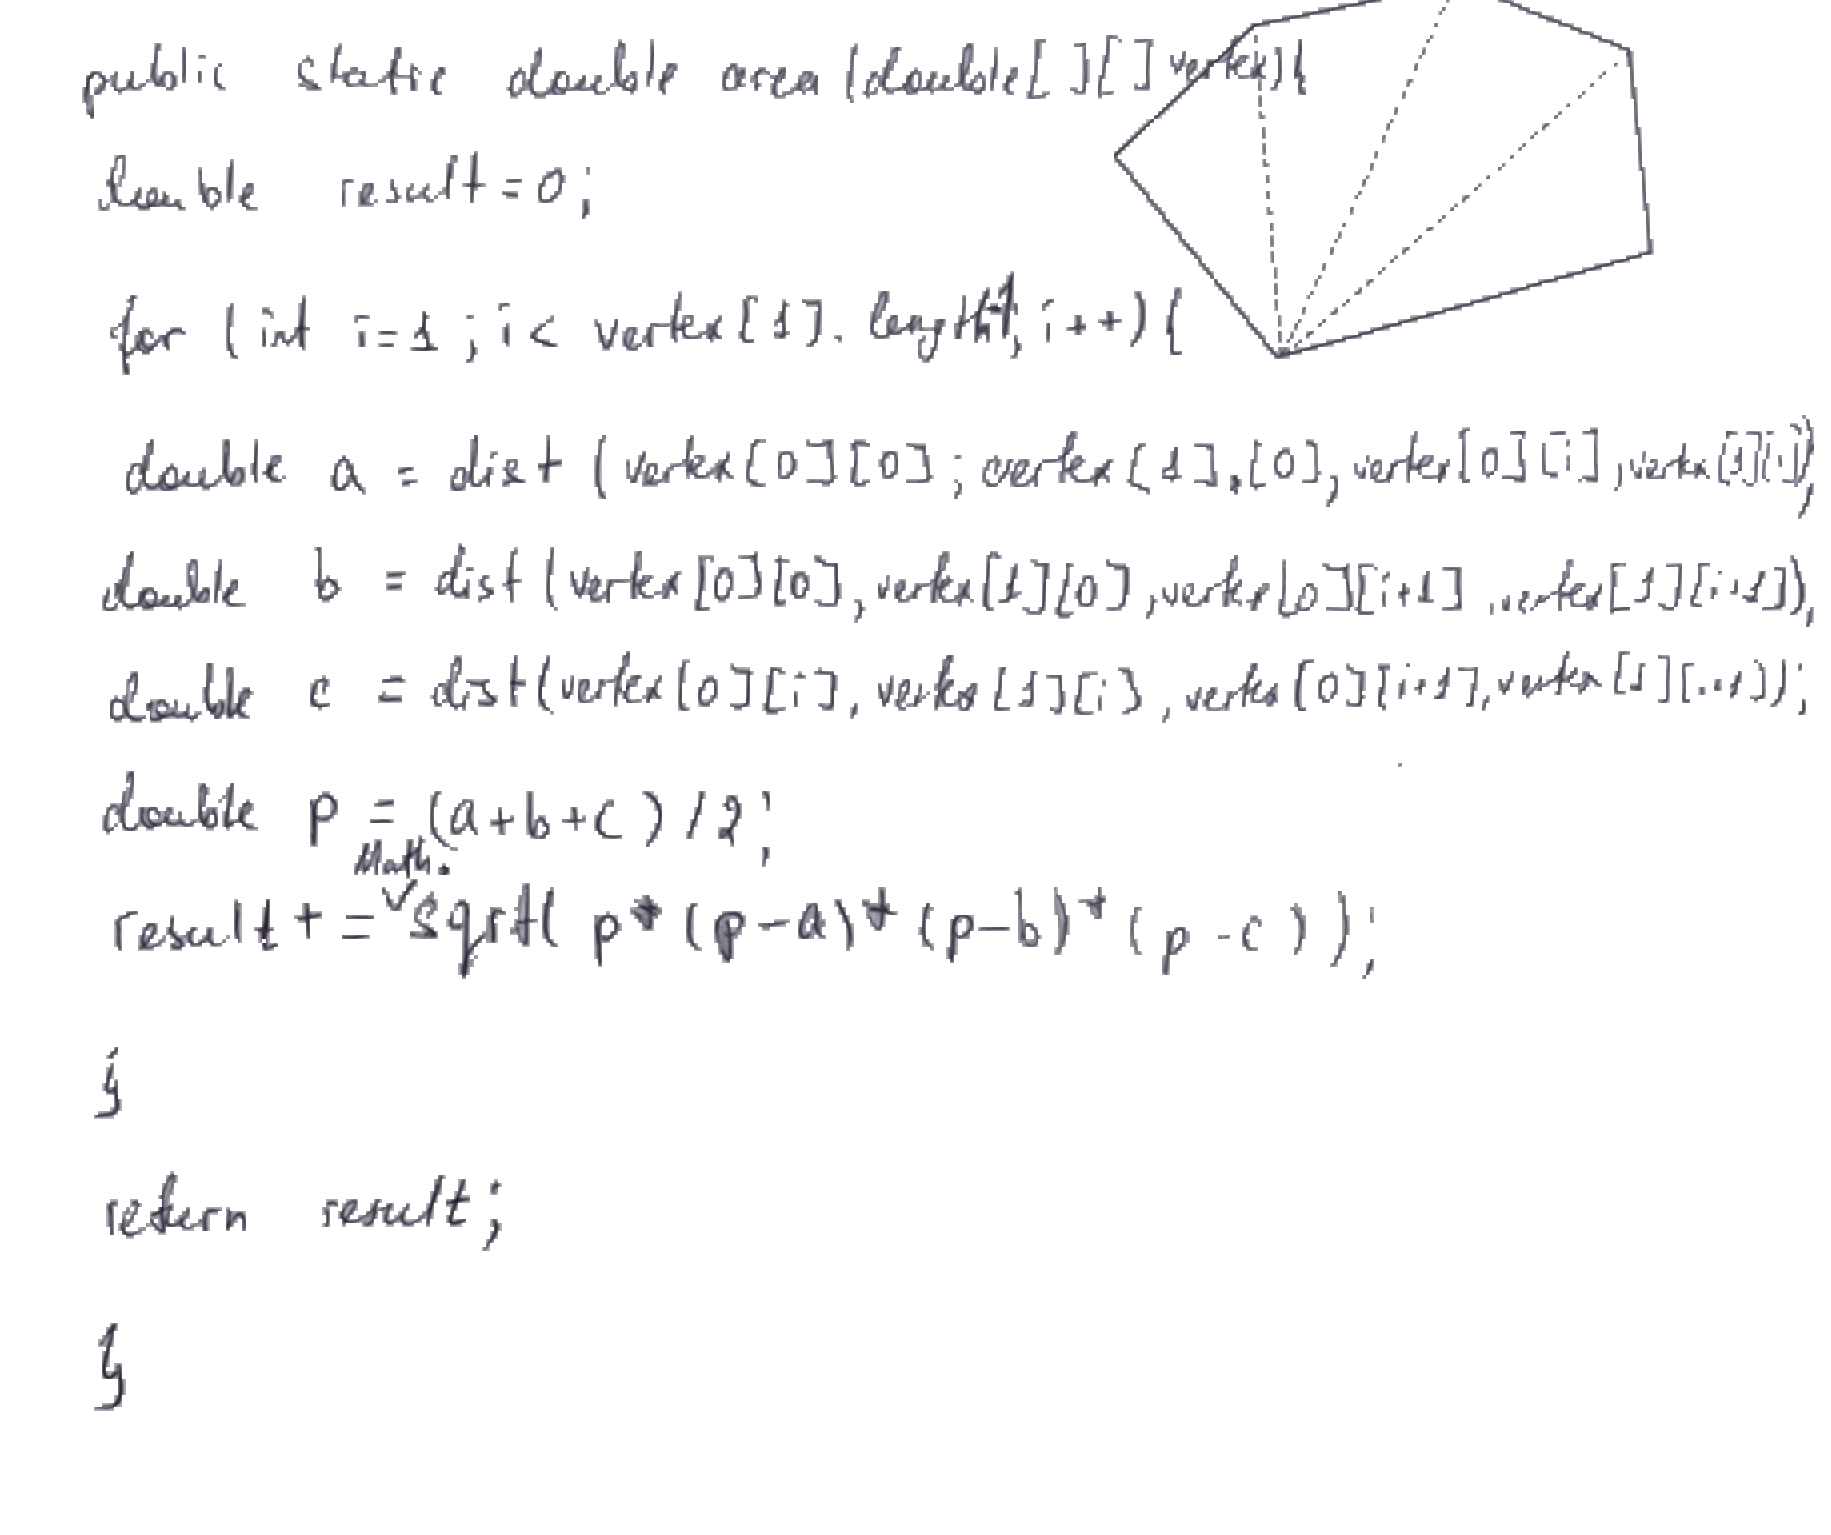 public static double area (double[ ][ ] vertex){
double result = 0;
for (int i=1 ; i < vertex[1]. length-1; i++) {
double a = dist (vertex[0][0] ; vertex[1],[0], vertex[0][i], vertex[1][i]);
double b = dist (vertex[0][0], vertex[1][0], vertex[0][i+1], vertex[1][i+1]);
double c = dist(vertex[0][i], vertex[1][i], vertex[0][i+1], vertex[1][i+1]);
double p = (a+b+c) / 2;
Math.
result + = sqrt( p* (p-a)* (p-b)* (p-c) );
}
return result;
}